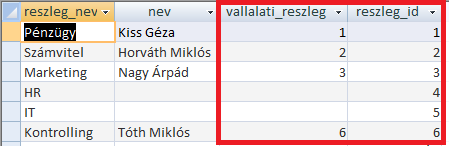 reszleg_nev nev vallalati_reszleg reszleg_id
Pénzügy Kiss Géza 1 1
Számvitel Horváth Miklós 2 2
Marketing Nagy Árpád 3 3
HR 4
IT 5
Kontrolling Tóth Miklós 6 6